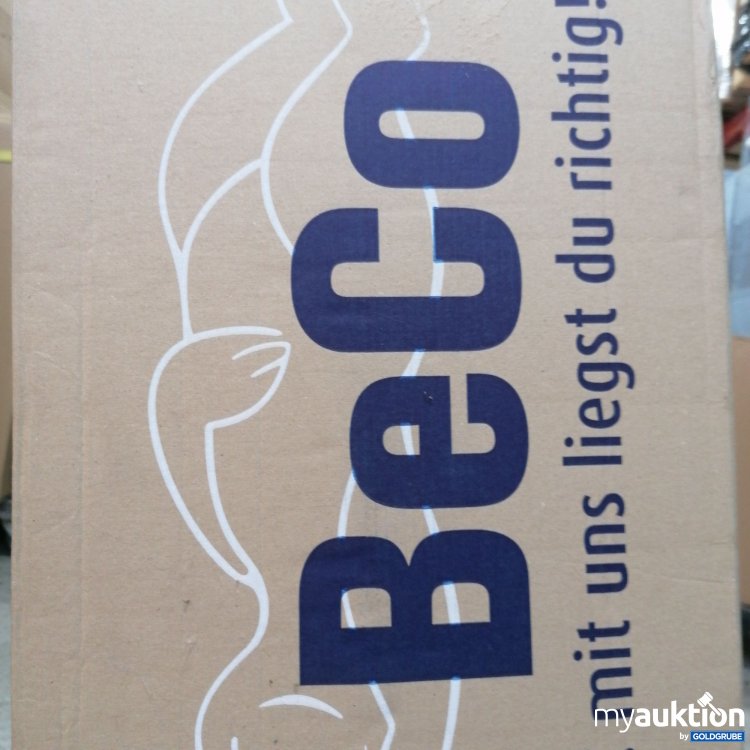 BeCo
mit uns liegst du richtig!
myauktion
by GOLDGRUBE